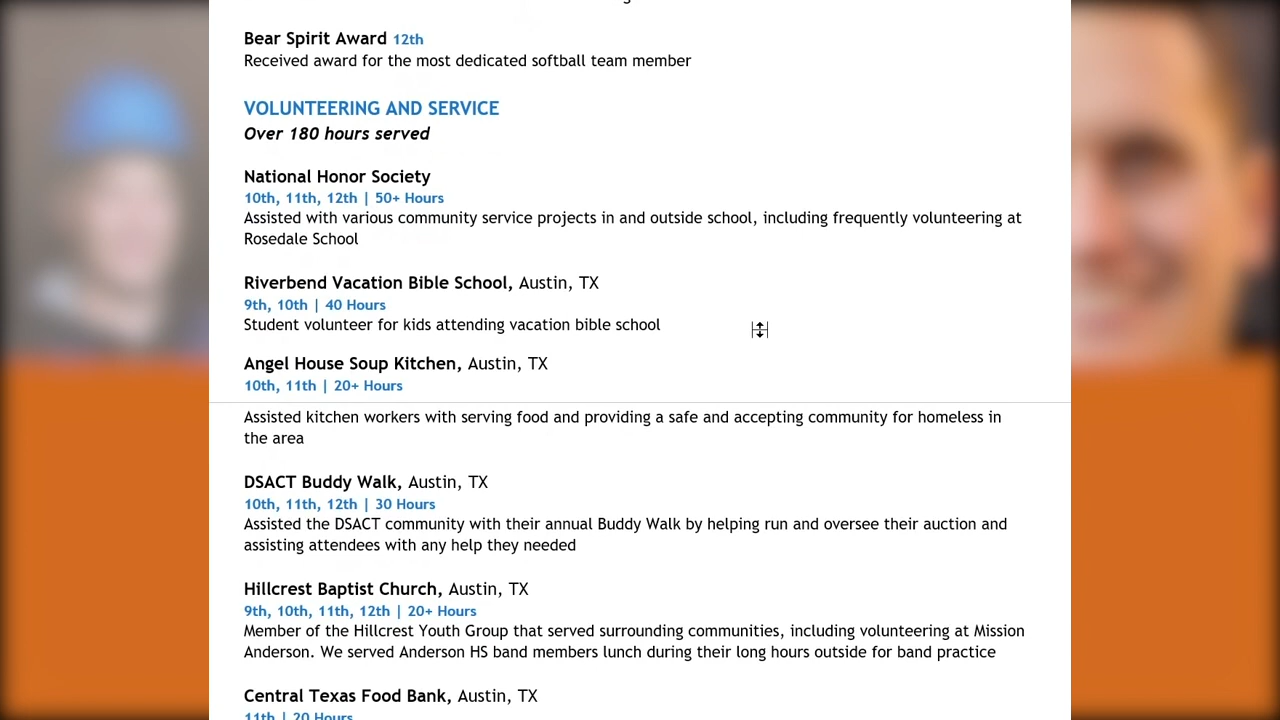 Bear Spirit Award 12th
Received award for the most dedicated softball team member
VOLUNTEERING AND SERVICE
Over 180 hours served
National Honor Society
10th, 11th, 12th | 50+ Hours
Assisted with various community service projects in and outside school, including frequently volunteering at
Rosedale School
Riverbend Vacation Bible School, Austin, TX
9th, 10th | 40 Hours
Student volunteer for kids attending vacation bible school
Angel House Soup Kitchen, Austin, TX
10th, 11th | 20+ Hours
Assisted kitchen workers with serving food and providing a safe and accepting community for homeless in
the area
DSACT Buddy Walk, Austin, TX
10th, 11th, 12th | 30 Hours
Assisted the DSACT community with their annual Buddy Walk by helping run and oversee their auction and
assisting attendees with any help they needed
Hillcrest Baptist Church, Austin, TX
9th, 10th, 11th, 12th | 20+ Hours
Member of the Hillcrest Youth Group that served surrounding communities, including volunteering at Mission
Anderson. We served Anderson HS band members lunch during their long hours outside for band practice
Central Texas Food Bank, Austin, TX
11th | 20 Hours